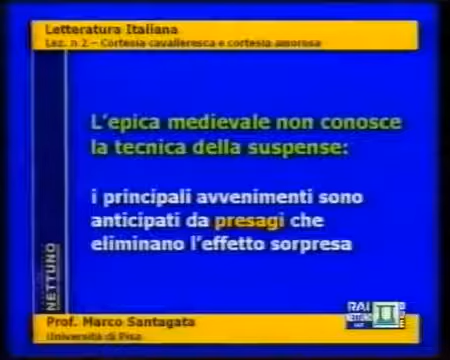 Letteratura Italiana
Lez. n 2 - Cortesia cavalleresca e cortesia amorosa
L'epica medievale non conosce
la tecnica della suspense:
i principali avvenimenti sono
anticipati da presagi che
eliminano l'effetto sorpresa
NETTUNO
RAI
Prof. Marco Santagata
Università di Pisa